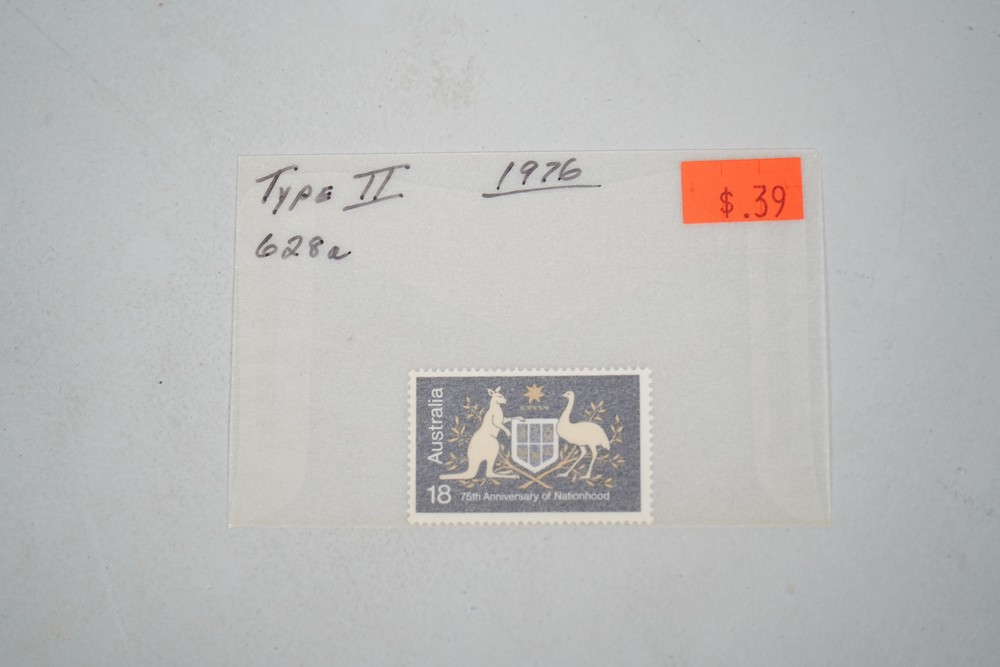 Type II
1976
$.39
628a
Australia
18
75th Anniversary of Nationhood